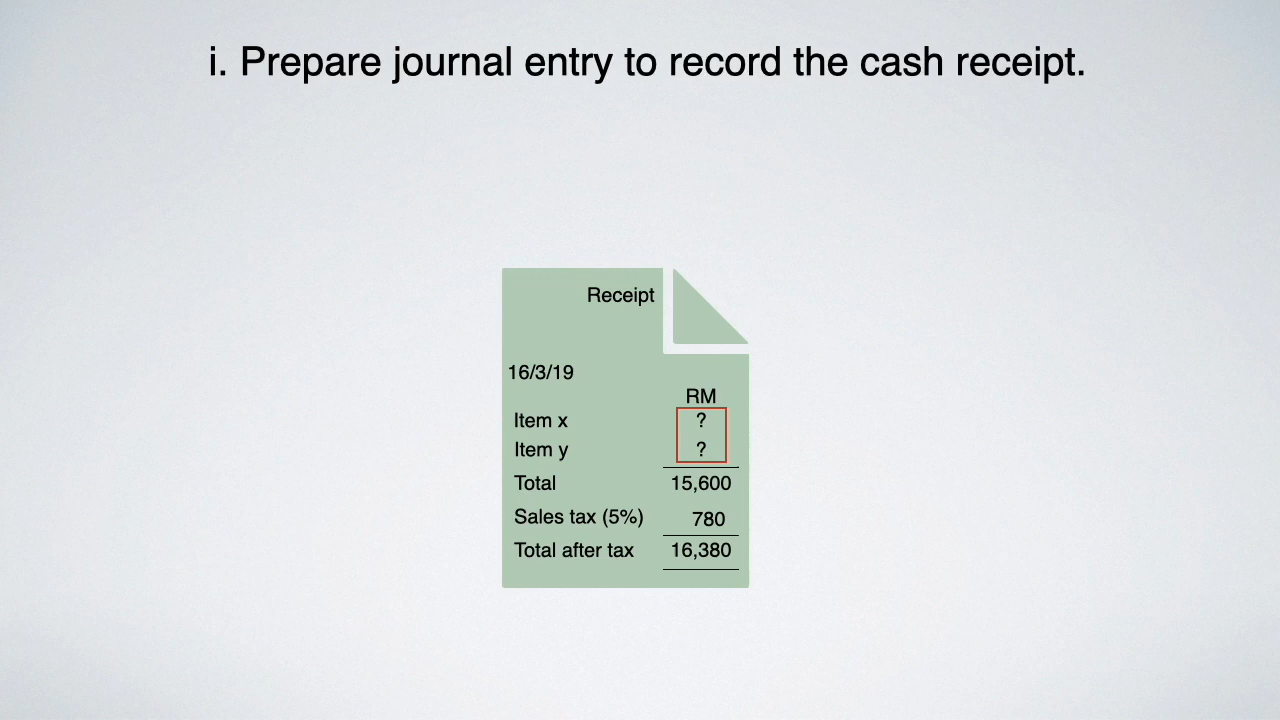 i. Prepare journal entry to record the cash receipt.
Receipt
16/3/19
RM
Item x ?
Item y ?
Total 15,600
Sales tax (5%) 780
Total after tax 16,380